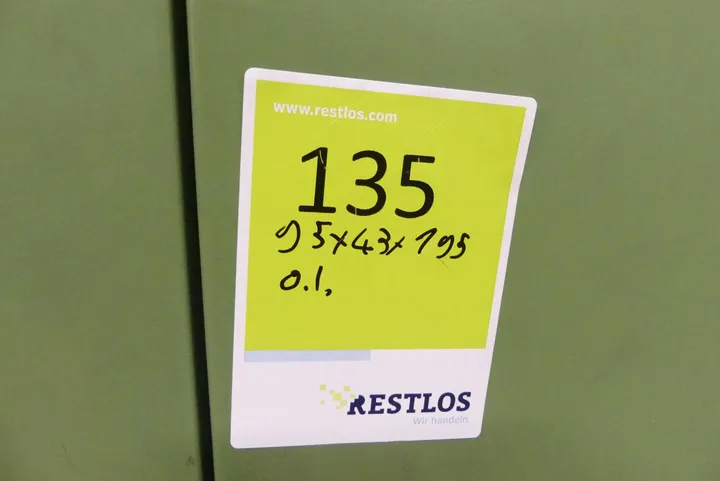 www.restlos.com
135
95x43x195
o.l.
RESTLOS
Wir handeln.